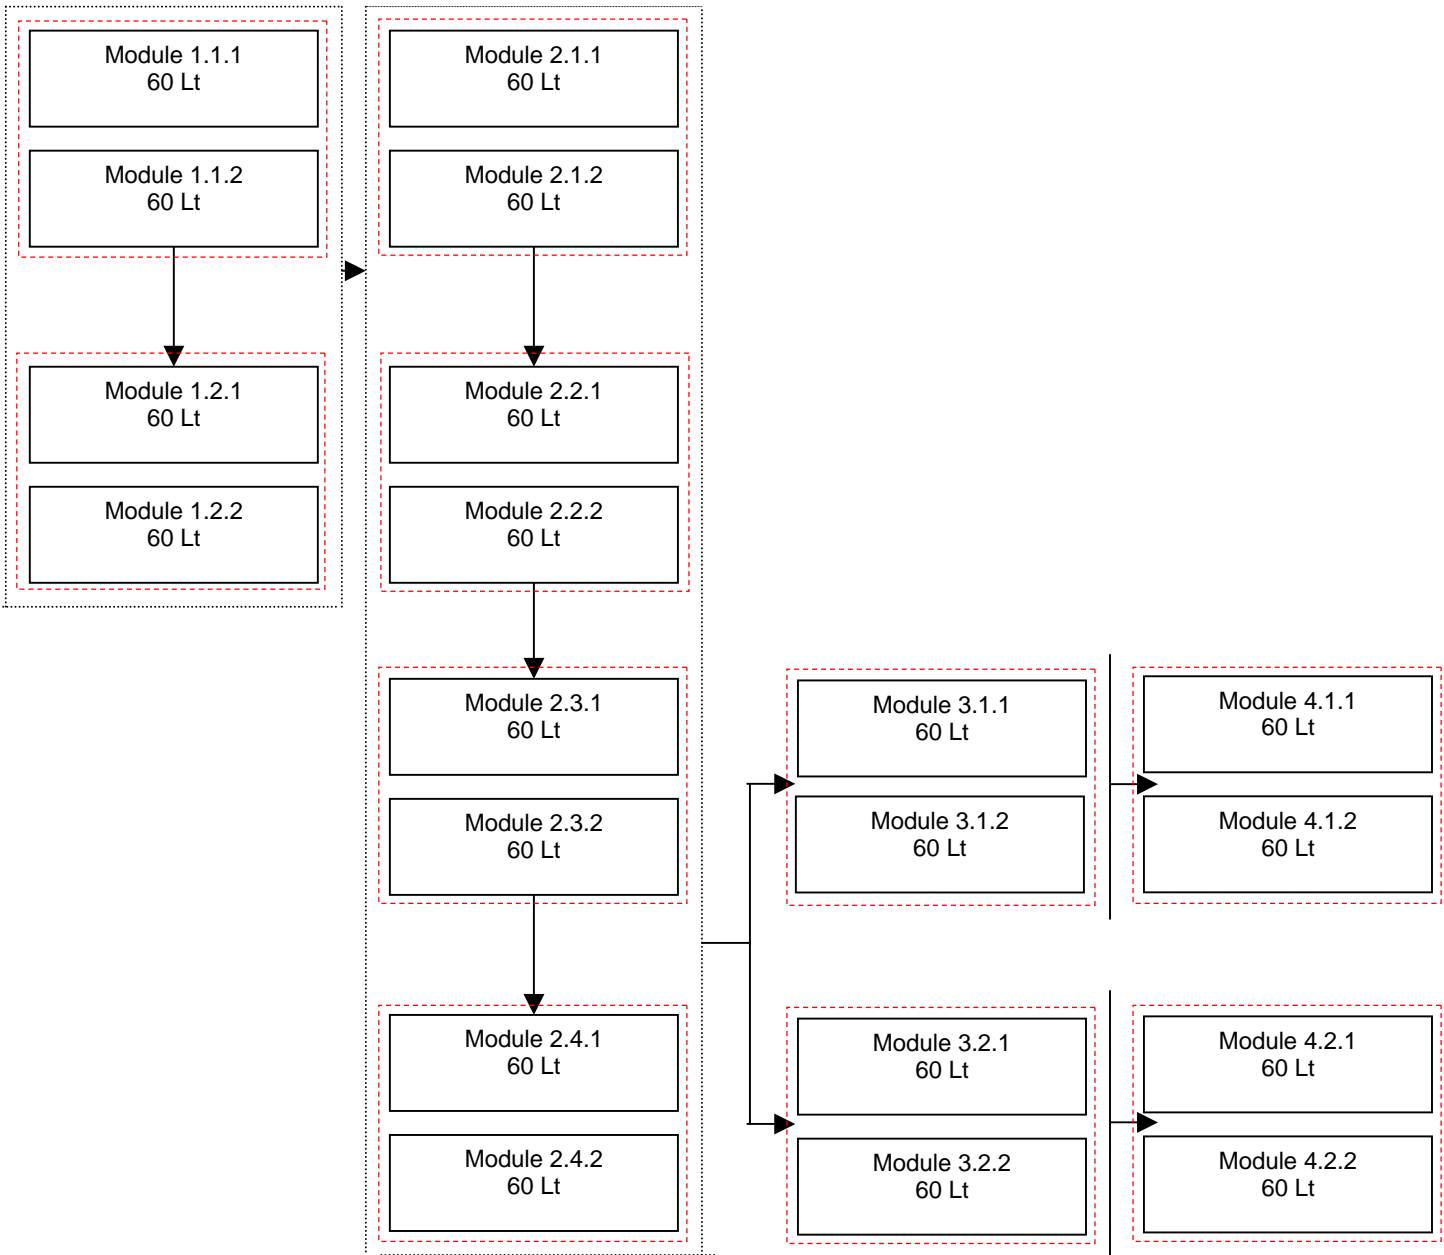 Module 1.1.1
60 Lt
Module 1.1.2
60 Lt
Module 1.2.1
60 Lt
Module 1.2.2
60 Lt
Module 2.1.1
60 Lt
Module 2.1.2
60 Lt
Module 2.2.1
60 Lt
Module 2.2.2
60 Lt
Module 2.3.1
60 Lt
Module 2.3.2
60 Lt
Module 2.4.1
60 Lt
Module 2.4.2
60 Lt
Module 3.1.1
60 Lt
Module 3.1.2
60 Lt
Module 3.2.1
60 Lt
Module 3.2.2
60 Lt
Module 4.1.1
60 Lt
Module 4.1.2
60 Lt
Module 4.2.1
60 Lt
Module 4.2.2
60 Lt